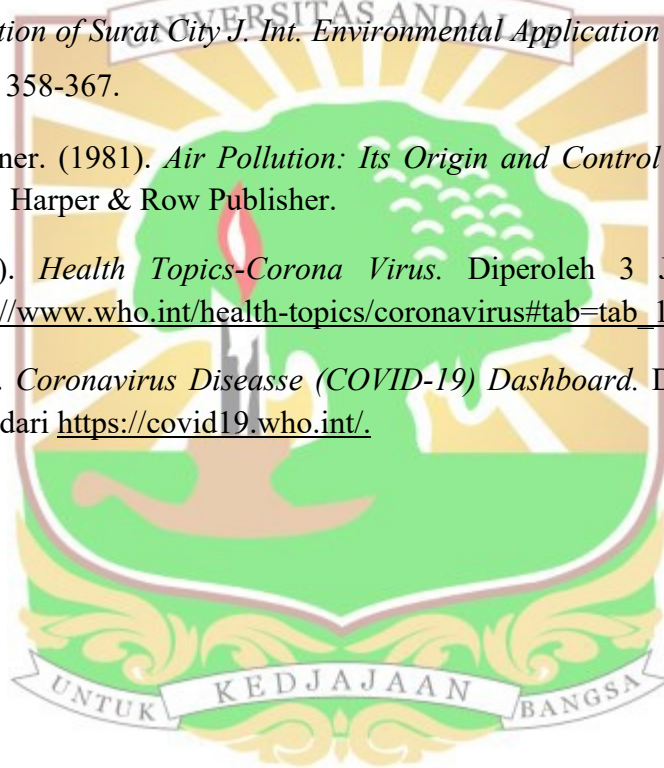 UNIVERSITAS ANDALAS
tion of Surat City J. Int. Environmental Application
358-367.
ner. (1981). Air Pollution: Its Origin and Control
Harper & Row Publisher.
). Health Topics-Corona Virus. Diperoleh 3 J
//www.who.int/health-topics/coronavirus#tab=tab_1
. Coronavirus Diseasse (COVID-19) Dashboard. D
dari https://covid19.who.int/.
UNTUK KEDJAJAAN BANGSA